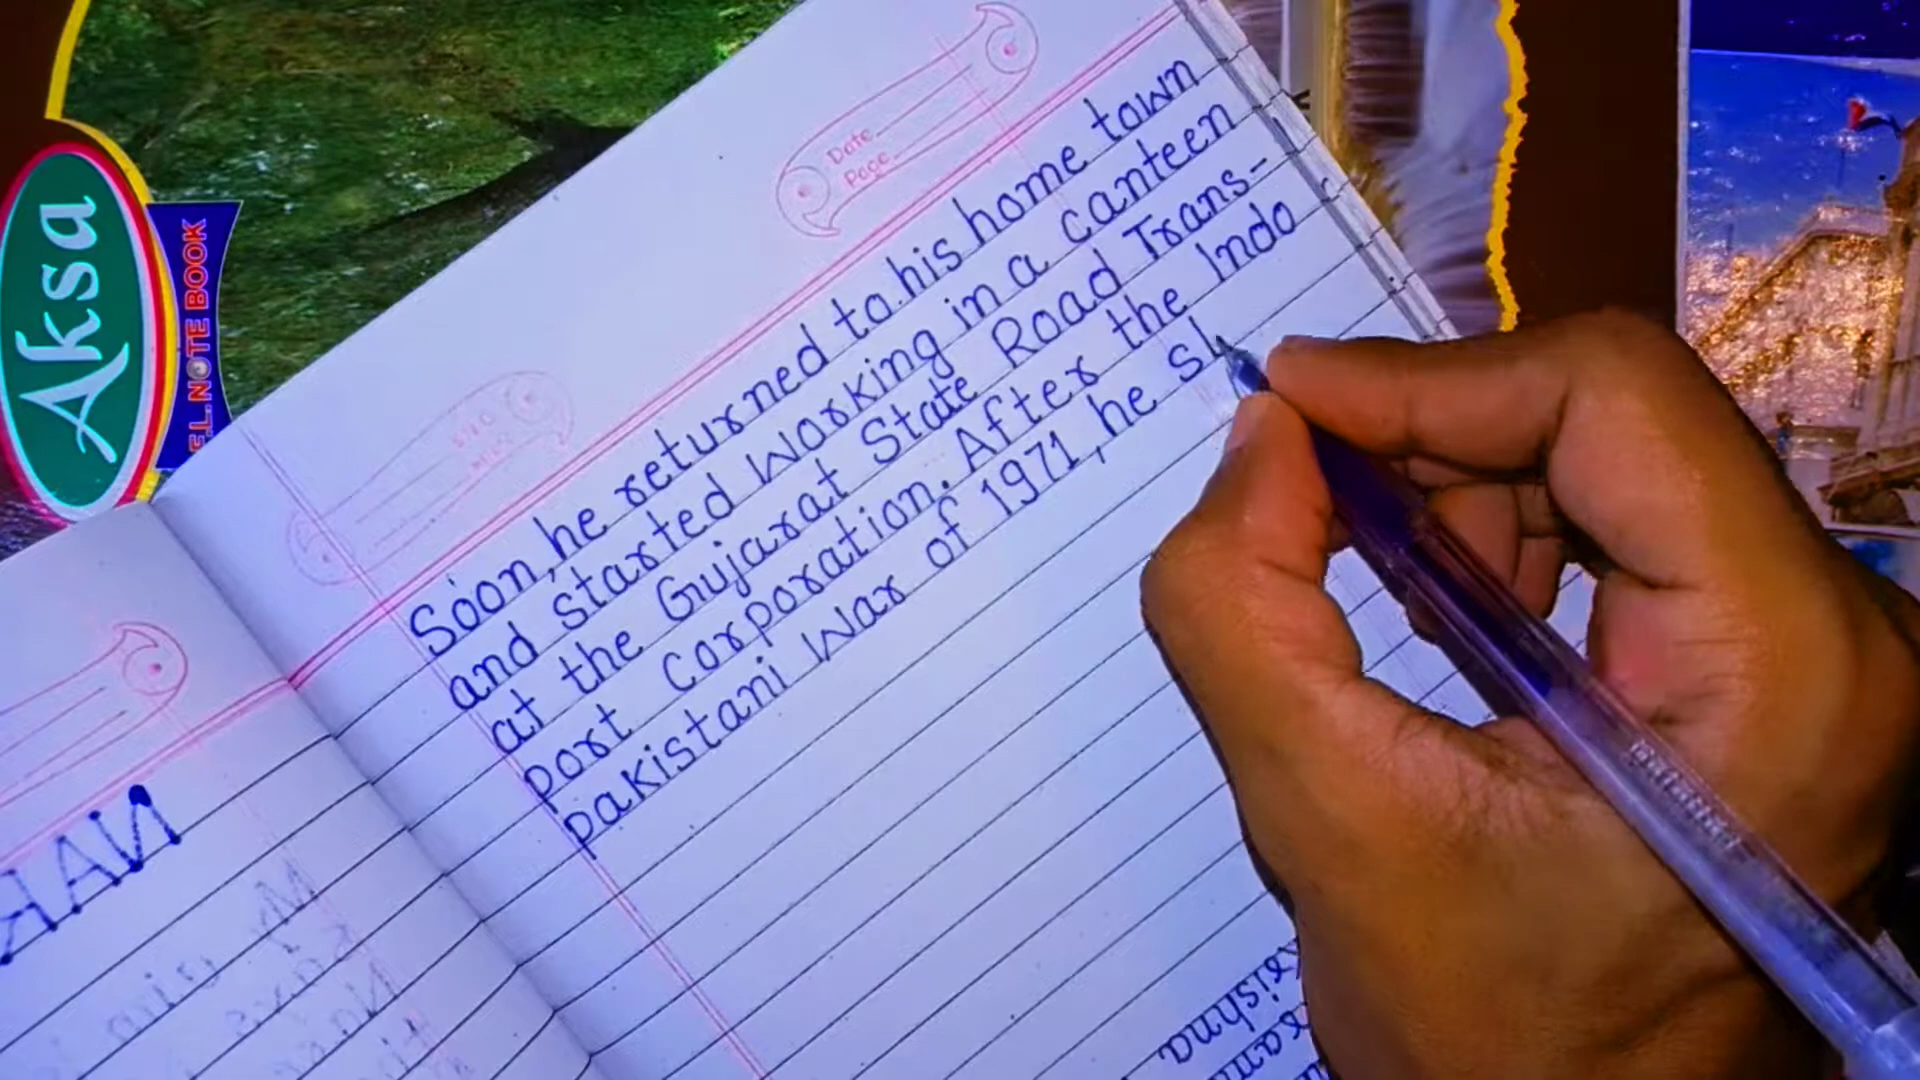 Aksa
F.L. NOTE BOOK
Date
Page
Soon, he returned to his home town
and started working in a canteen
at the Gujarat State Road Trans-
port Corporation. After the Indo
pakistani War of 1971, he s